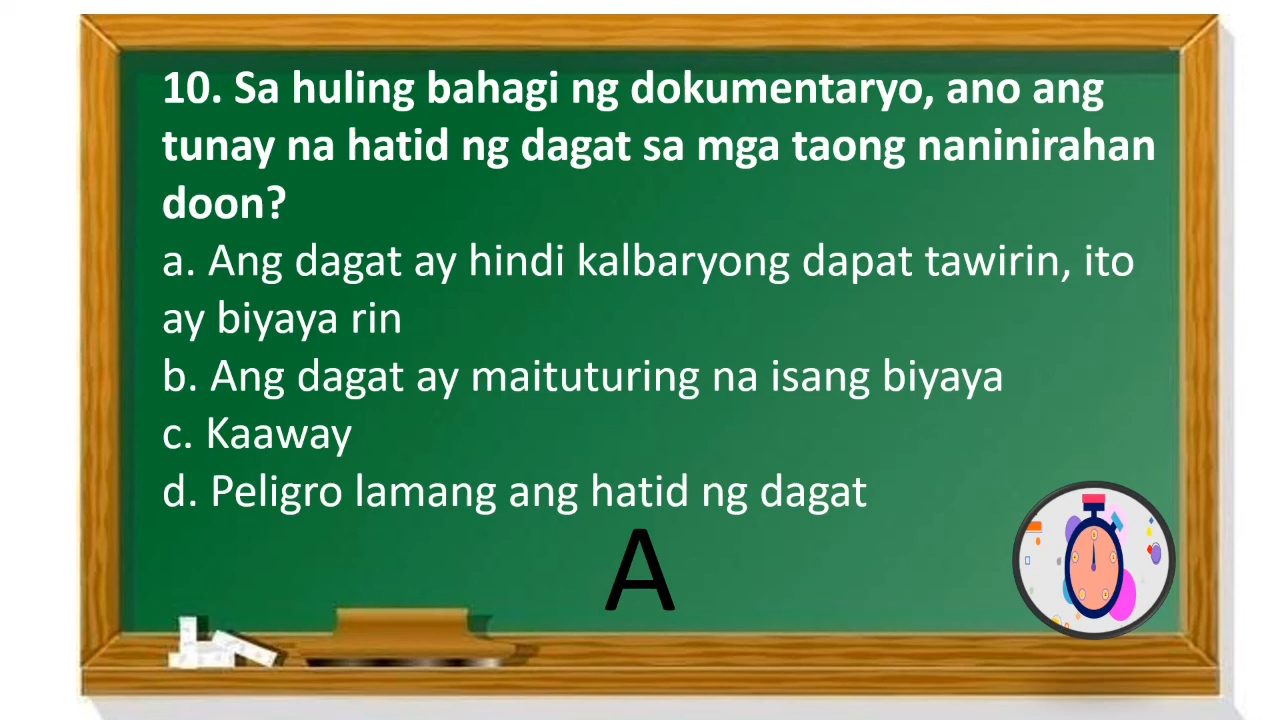 10. Sa huling bahagi ng dokumentaryo, ano ang
tunay na hatid ng dagat sa mga taong naninirahan
doon?
a. Ang dagat ay hindi kalbaryong dapat tawirin, ito
ay biyaya rin
b. Ang dagat ay maituturing na isang biyaya
c. Kaaway
d. Peligro lamang ang hatid ng dagat
A